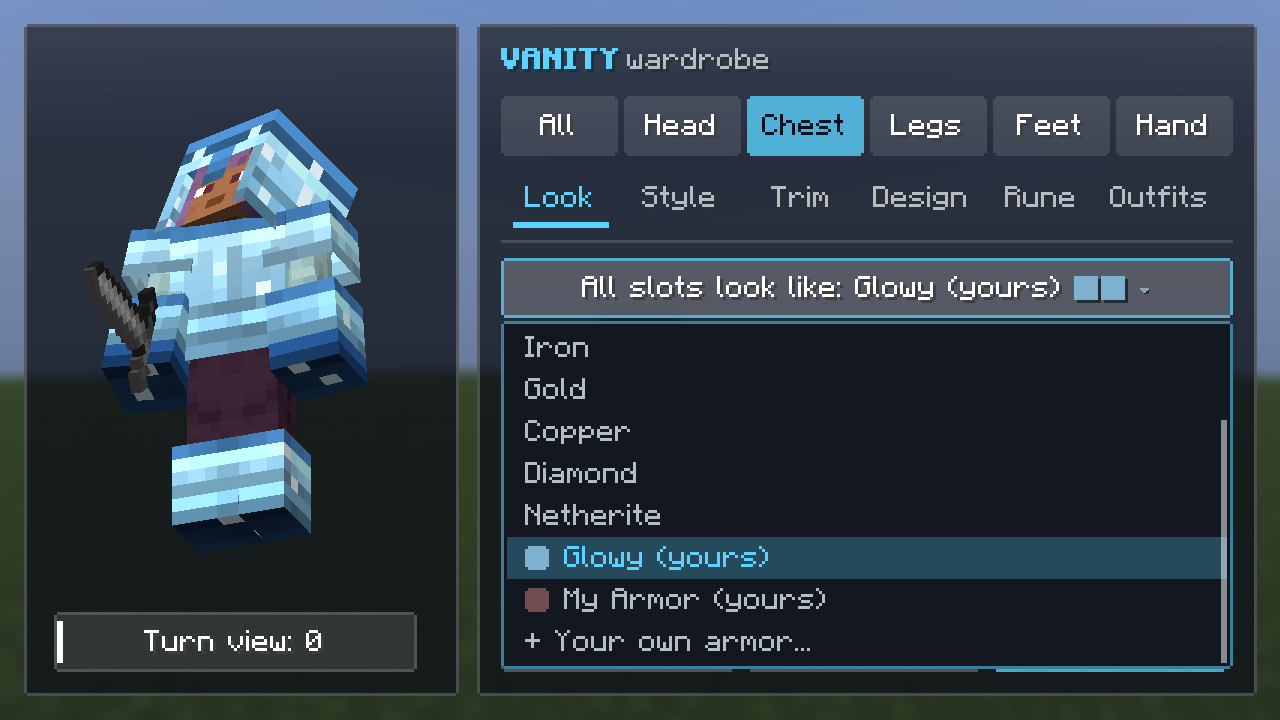 VANITY wardrobe
All Head Chest Legs Feet Hand
Look Style Trim Design Rune Outfits
All slots look like: Glowy (yours)
Iron
Gold
Copper
Diamond
Netherite
Glowy (yours)
My Armor (yours)
+ Your own armor...
Turn view: 0